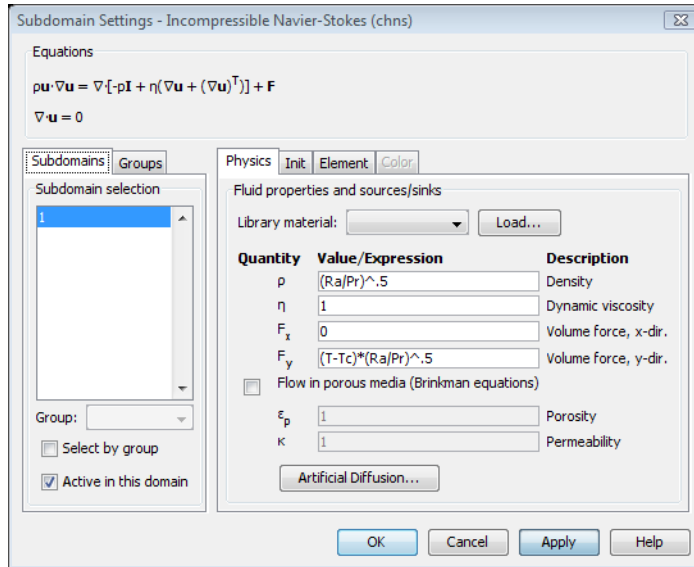 Subdomain Settings - Incompressible Navier-Stokes (chns)
Equations
ρu·∇u = ∇·[-pI + η(∇u + (∇u)ᵀ)] + F
∇·u = 0
Subdomains Groups
Subdomain selection
1
Group:
Select by group
Active in this domain
Physics Init Element Color
Fluid properties and sources/sinks
Library material: Load...
Quantity Value/Expression Description
ρ (Ra/Pr)^.5 Density
η 1 Dynamic viscosity
Fₓ 0 Volume force, x-dir.
Fy (T-Tc)*(Ra/Pr)^.5 Volume force, y-dir.
Flow in porous media (Brinkman equations)
εp 1 Porosity
κ 1 Permeability
Artificial Diffusion...
OK Cancel Apply Help